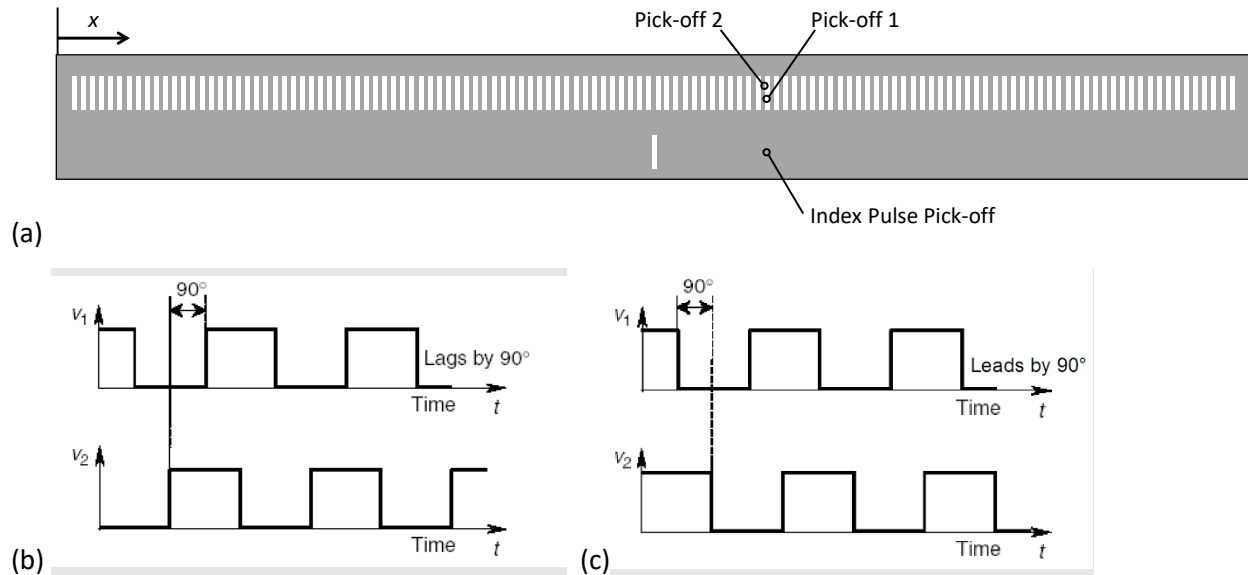 x
Pick-off 2
Pick-off 1
Index Pulse Pick-off
(a)
90°
v1
Lags by 90°
Time
t
v2
Time
t
(b)
90°
v1
Leads by 90°
Time
t
v2
Time
t
(c)